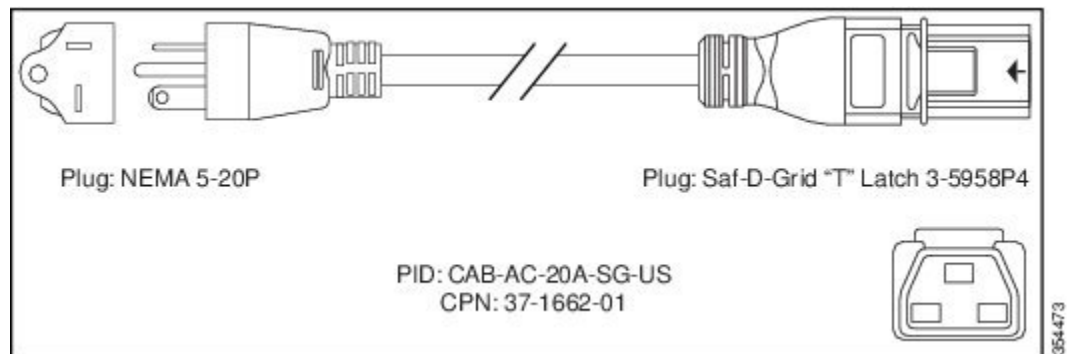 Plug: NEMA 5-20P
Plug: Saf-D-Grid “T” Latch 3-5958P4
PID: CAB-AC-20A-SG-US
CPN: 37-1662-01
354473